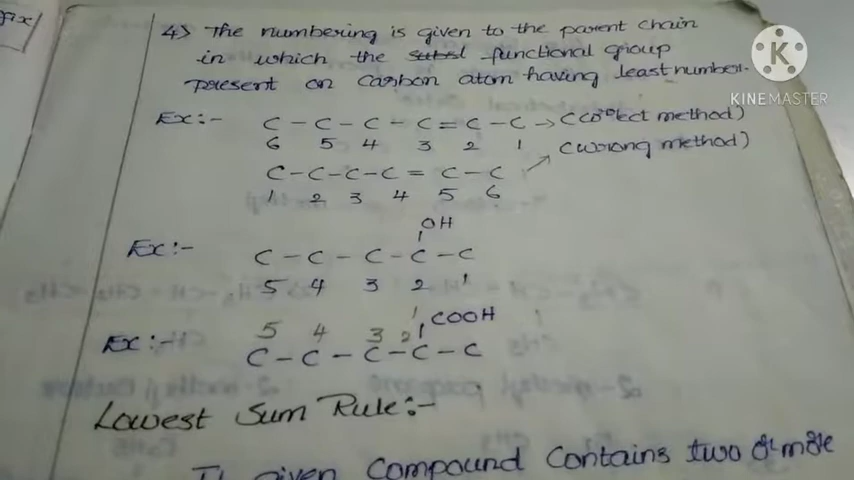 4) The numbering is given to the parent chain
in which the functional group
present on carbon atom having least number.
KINEMASTER
Ex:- C - C - C - C = C - C → C(correct method)
6 5 4 3 2 1
(wrong method)
C - C - C - C = C - C
1 2 3 4 5 6
OH
Ex:- C - C - C - C - C
5 4 3 2 1
1 COOH
5 4 3 2
Ex:- C - C - C - C - C
Lowest Sum Rule:-
If given compound contains two or more